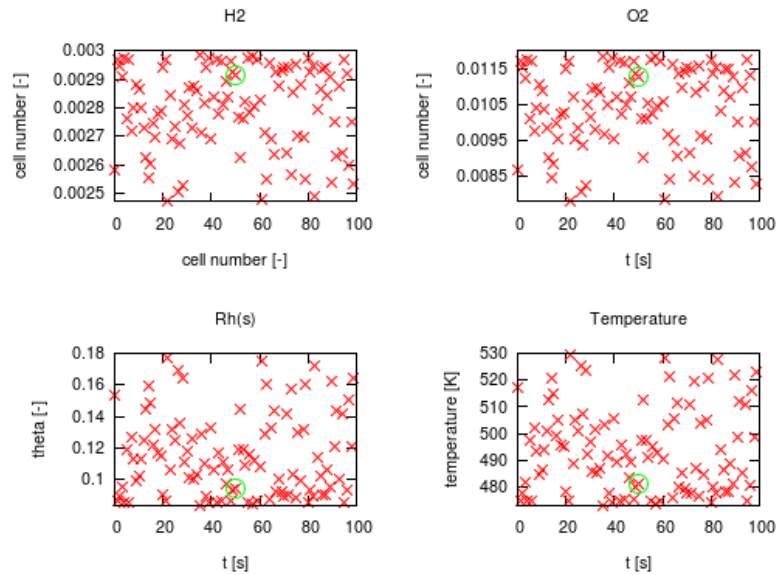 H2
cell number [-]
0.003
0.0029
0.0028
0.0027
0.0026
0.0025
0 20 40 60 80 100
cell number [-]
O2
cell number [-]
0.0115
0.0105
0.0095
0.0085
0 20 40 60 80 100
t [s]
Rh(s)
theta [-]
0.18
0.16
0.14
0.12
0.1
0 20 40 60 80 100
t [s]
Temperature
temperature [K]
530
520
510
500
490
480
0 20 40 60 80 100
t [s]